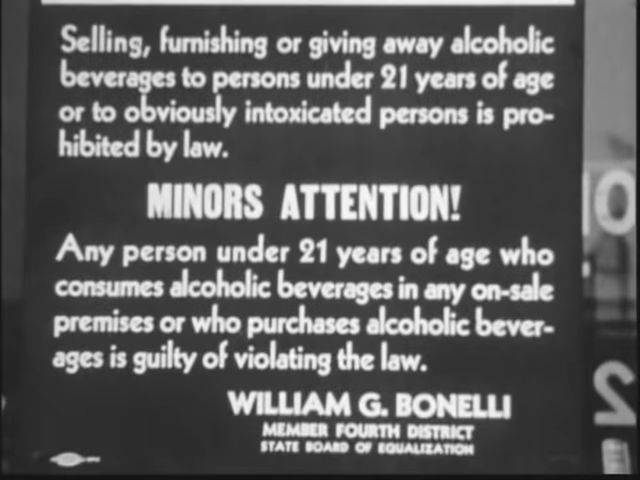 Selling, furnishing or giving away alcoholic
beverages to persons under 21 years of age
or to obviously intoxicated persons is pro-
hibited by law.
MINORS ATTENTION!
Any person under 21 years of age who
consumes alcoholic beverages in any on-sale
premises or who purchases alcoholic bever-
ages is guilty of violating the law.
WILLIAM G. BONELLI
MEMBER FOURTH DISTRICT
STATE BOARD OF EQUALIZATION